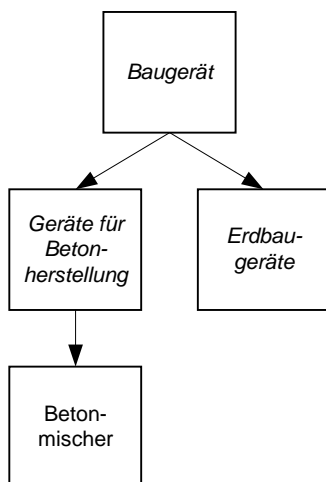 Baugerät
Geräte für
Beton-
herstellung
Erdbau-
geräte
Beton-
mischer